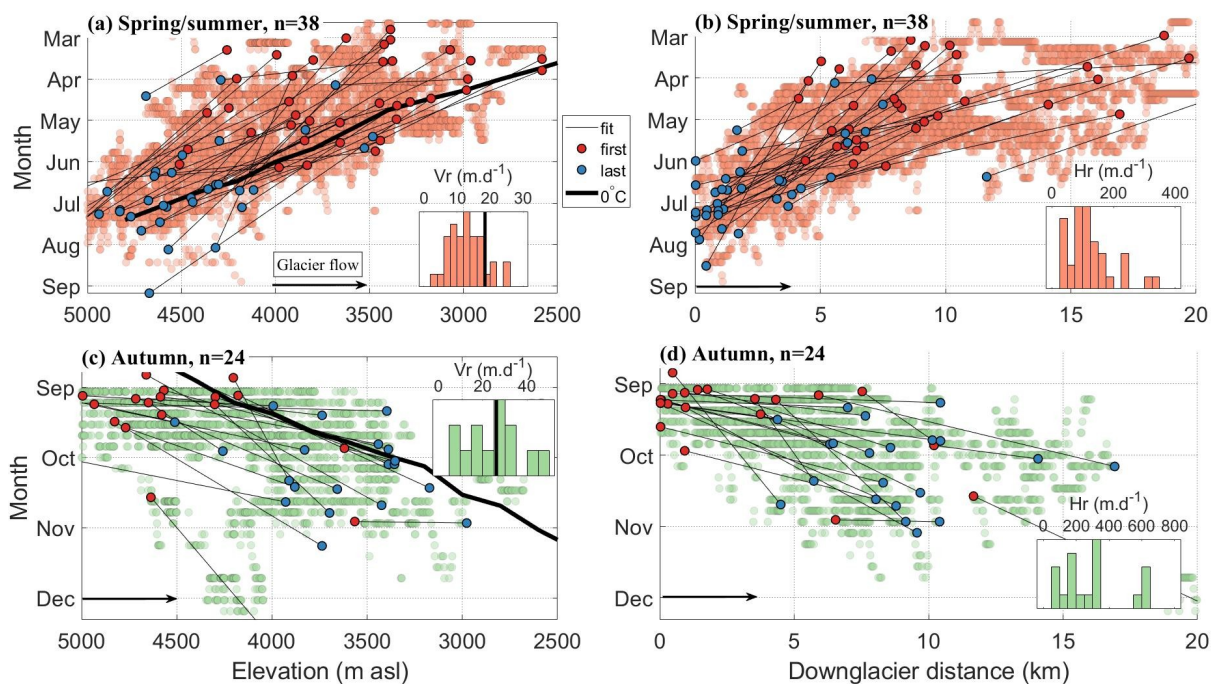 (a) Spring/summer, n=38
Month
Mar
Apr
May
Jun
Jul
Aug
Sep
5000 4500 4000 3500 3000 2500
Glacier flow
Vr (m.d⁻¹)
0 10 20 30
fit
first
last
0°C
(b) Spring/summer, n=38
Mar
Apr
May
Jun
Jul
Aug
Sep
0 5 10 15 20
Hr (m.d⁻¹)
0 200 400
(c) Autumn, n=24
Month
Sep
Oct
Nov
Dec
5000 4500 4000 3500 3000 2500
Elevation (m asl)
Vr (m.d⁻¹)
0 20 40
(d) Autumn, n=24
Sep
Oct
Nov
Dec
0 5 10 15 20
Downglacier distance (km)
Hr (m.d⁻¹)
0 200 400 600 800